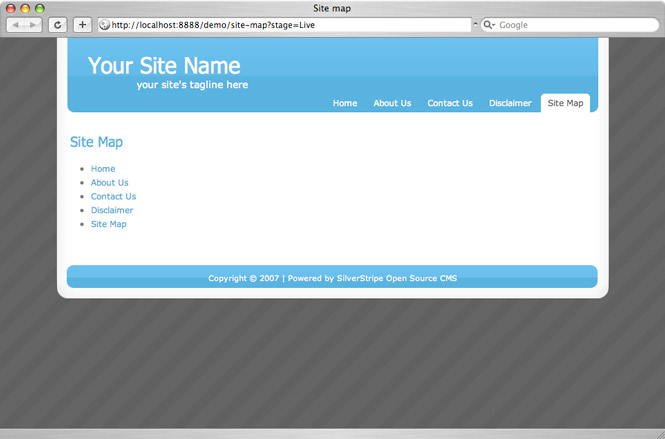 Site map
http://localhost:8888/demo/site-map?stage=Live
Google
Your Site Name
your site's tagline here
Home About Us Contact Us Disclaimer Site Map
Site Map
Home
About Us
Contact Us
Disclaimer
Site Map
Copyright © 2007 | Powered by SilverStripe Open Source CMS